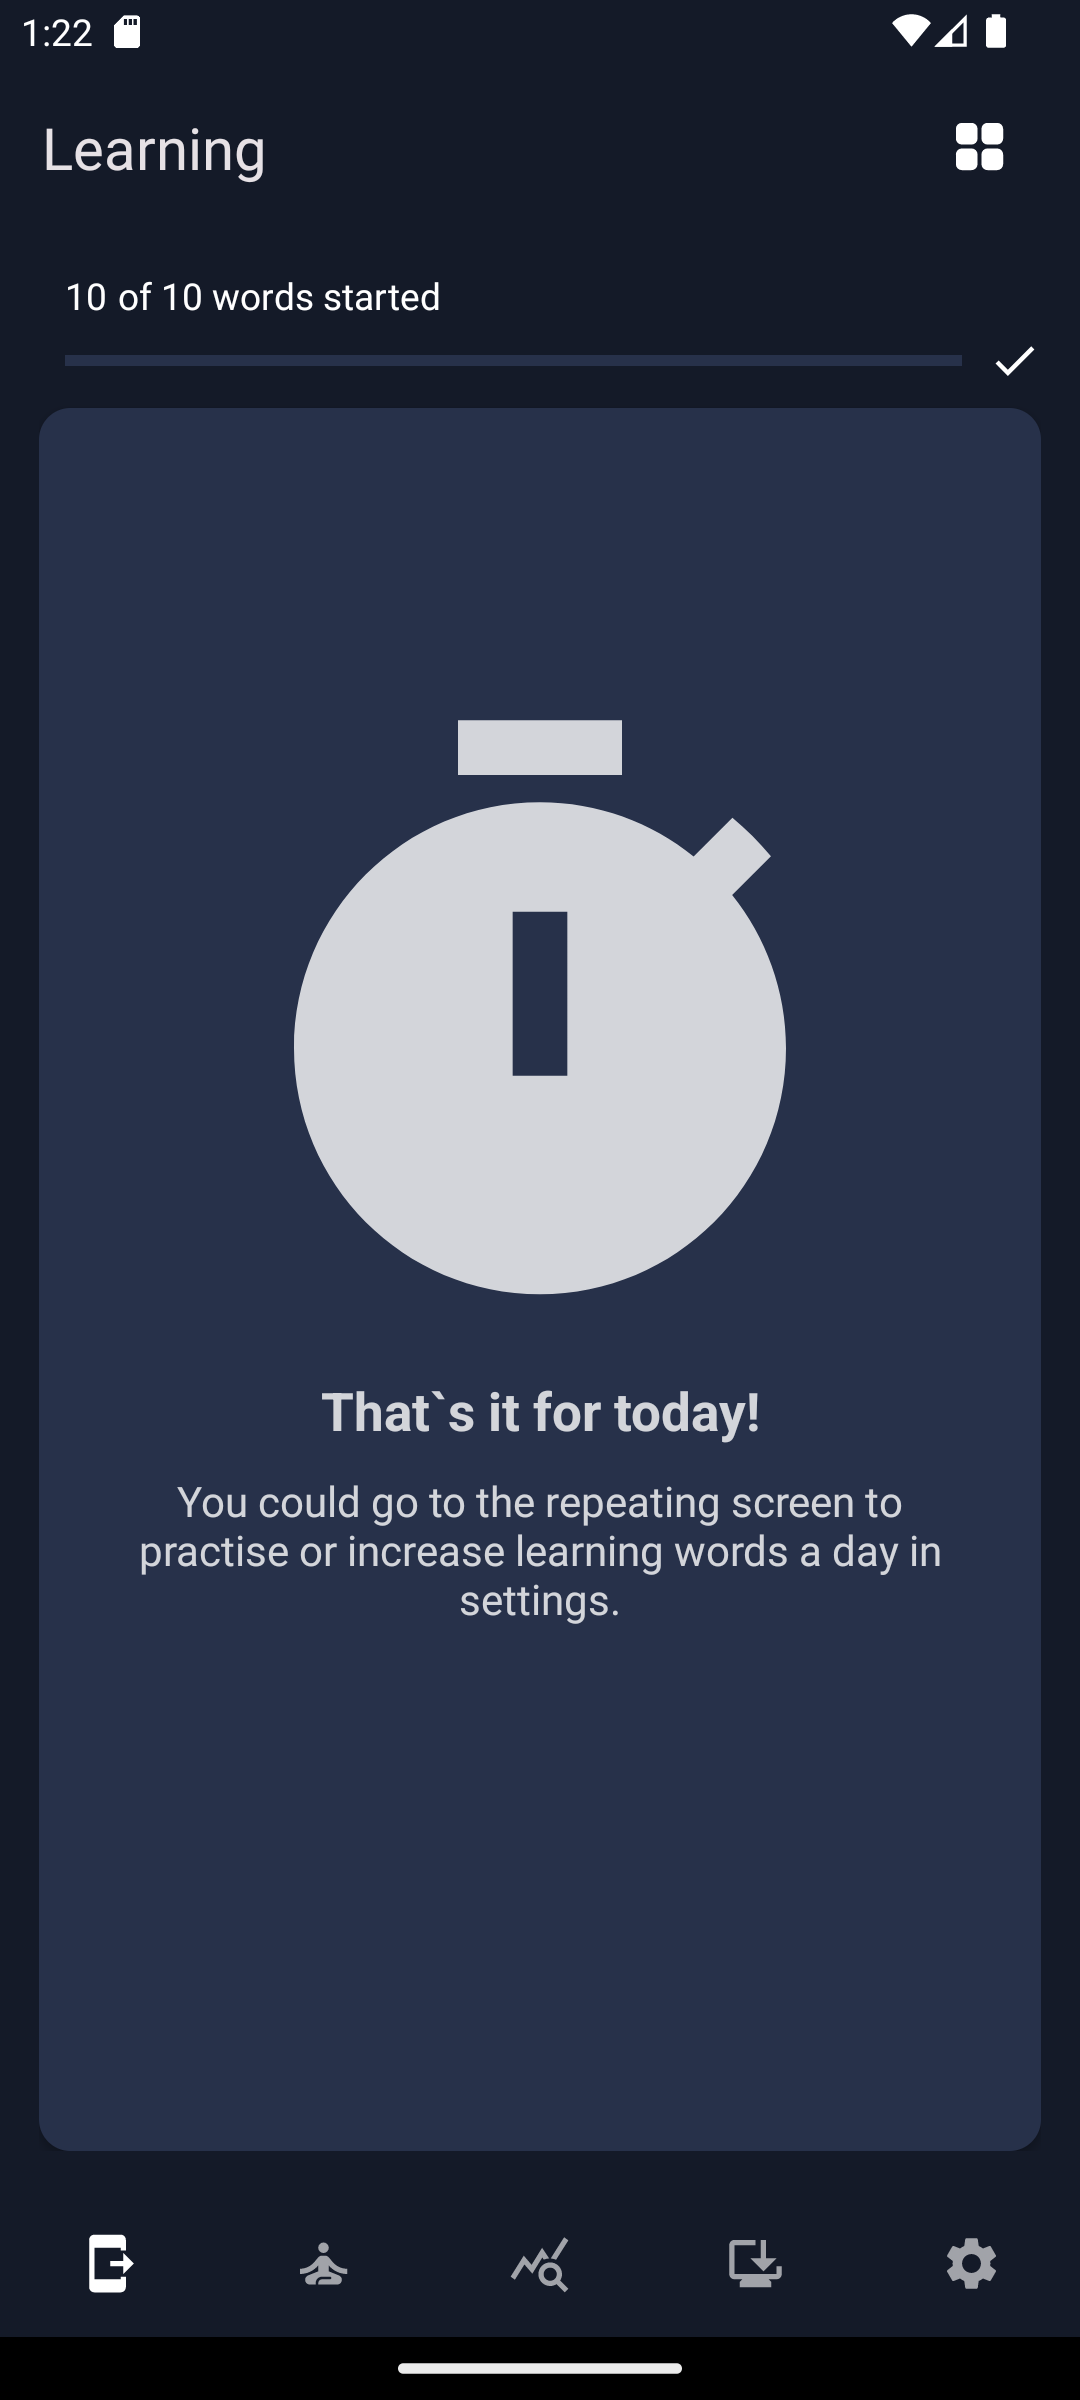 1:22
Learning
10 of 10 words started
That`s it for today!
You could go to the repeating screen to
practise or increase learning words a day in
settings.